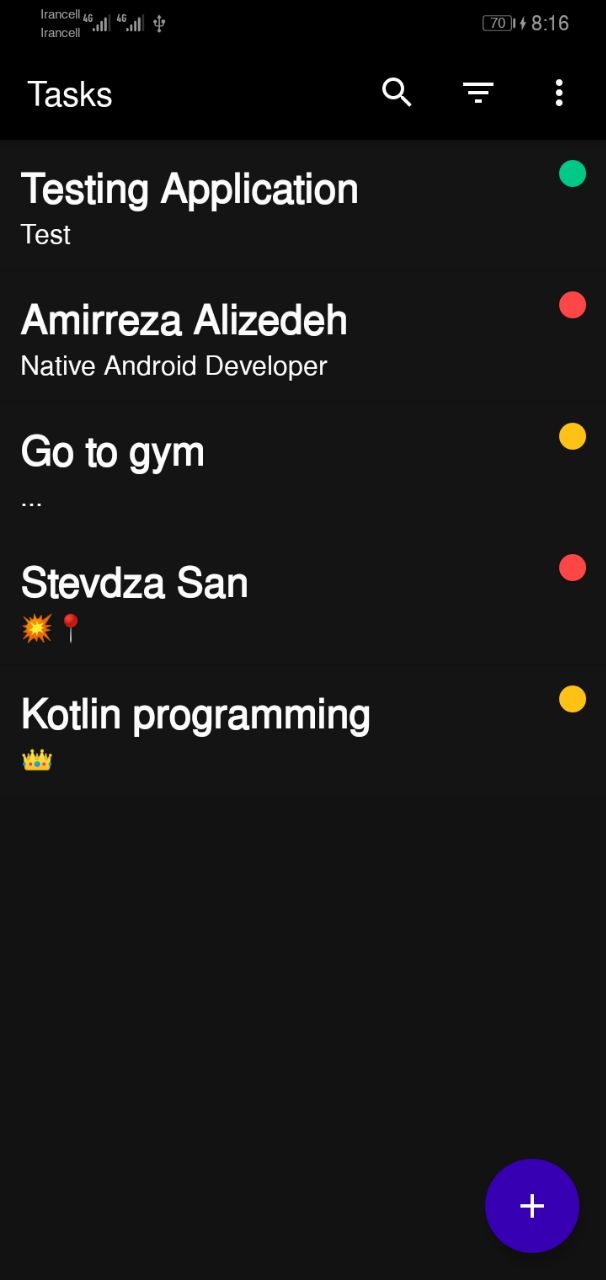 Irancell 4G 4G 70 8:16
Irancell
Tasks
Testing Application
Test
Amirreza Alizedeh
Native Android Developer
Go to gym
...
Stevdza San
💥📍
Kotlin programming
👑
+